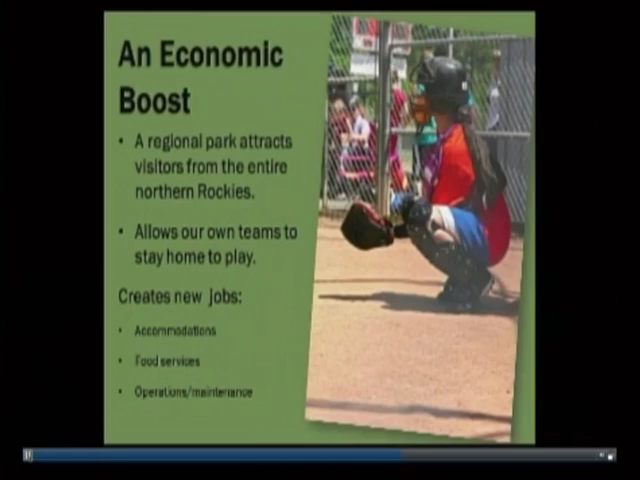 An Economic
Boost
• A regional park attracts
visitors from the entire
northern Rockies.
• Allows our own teams to
stay home to play.
Creates new jobs:
• Accommodations
• Food services
• Operations/maintenance